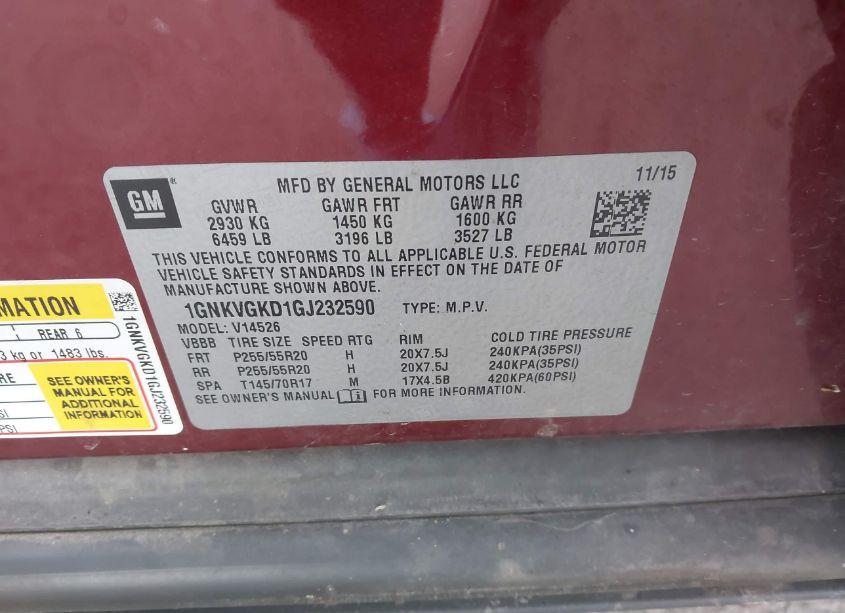 GM
®
MFD BY GENERAL MOTORS LLC
11/15
GVWR GAWR FRT GAWR RR
2930 KG 1450 KG 1600 KG
6459 LB 3196 LB 3527 LB
THIS VEHICLE CONFORMS TO ALL APPLICABLE U.S. FEDERAL MOTOR
VEHICLE SAFETY STANDARDS IN EFFECT ON THE DATE OF
MANUFACTURE SHOWN ABOVE.
1GNKVGKD1GJ232590 TYPE: M.P.V.
MODEL: V14526
VBBB TIRE SIZE SPEED RTG RIM COLD TIRE PRESSURE
FRT P255/55R20 H 20X7.5J 240KPA(35PSI)
RR P255/55R20 H 20X7.5J 240KPA(35PSI)
SPA T145/70R17 M 17X4.5B 420KPA(60PSI)
SEE OWNER'S MANUAL i FOR MORE INFORMATION.
REAR 6
kg or 1483 lbs.
SEE OWNER'S
MANUAL FOR
ADDITIONAL
INFORMATION
PSI
1GNKVGKD1GJ232590